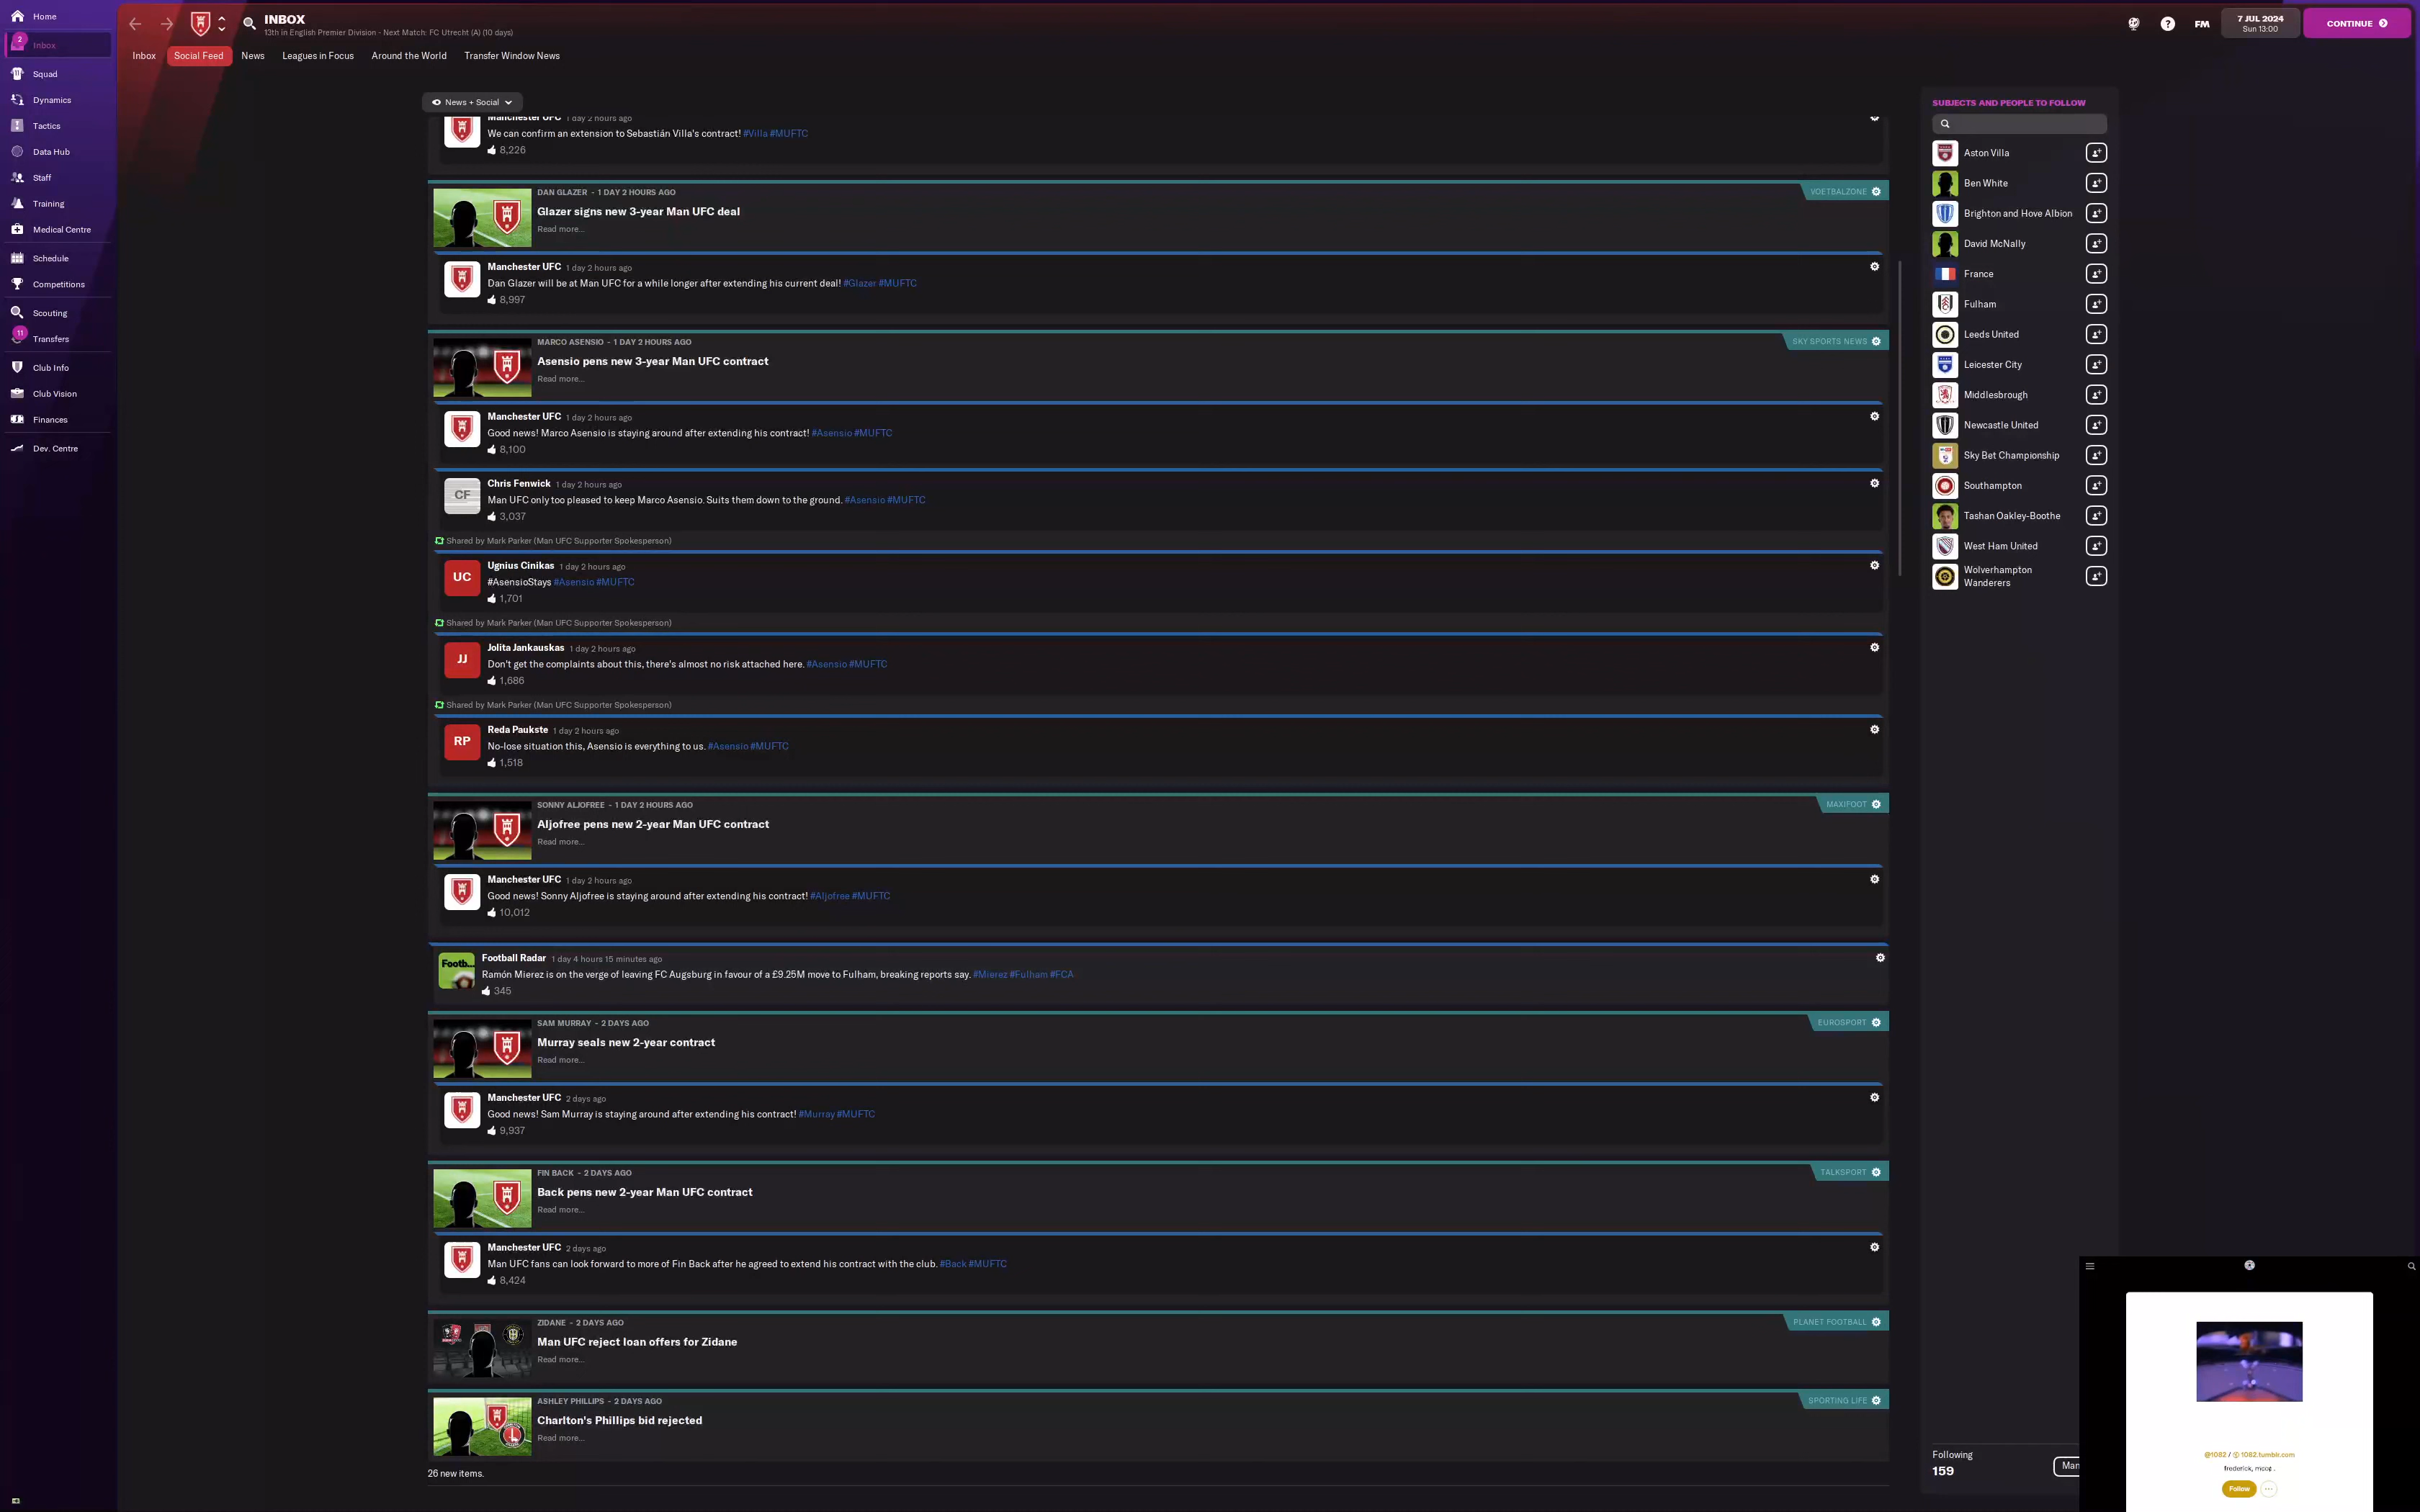 Home
2
Inbox
Squad
Dynamics
Tactics
Data Hub
Staff
Training
Medical Centre
Schedule
Competitions
Scouting
11
Transfers
Club Info
Club Vision
Finances
Dev. Centre
INBOX
13th in English Premier Division - Next Match: FC Utrecht (A) (10 days)
FM
7 JUL 2024
Sun 13:00
CONTINUE
Inbox Social Feed News Leagues in Focus Around the World Transfer Window News
News + Social
Manchester UFC 1 day 2 hours ago
We can confirm an extension to Sebastián Villa's contract! #Villa #MUFTC
8,226
DAN GLAZER - 1 DAY 2 HOURS AGO
VOETBALZONE
Glazer signs new 3-year Man UFC deal
Read more...
Manchester UFC 1 day 2 hours ago
Dan Glazer will be at Man UFC for a while longer after extending his current deal! #Glazer #MUFTC
8,997
MARCO ASENSIO - 1 DAY 2 HOURS AGO
SKY SPORTS NEWS
Asensio pens new 3-year Man UFC contract
Read more...
Manchester UFC 1 day 2 hours ago
Good news! Marco Asensio is staying around after extending his contract! #Asensio #MUFTC
8,100
CF
Chris Fenwick 1 day 2 hours ago
Man UFC only too pleased to keep Marco Asensio. Suits them down to the ground. #Asensio #MUFTC
3,037
Shared by Mark Parker (Man UFC Supporter Spokesperson)
UC
Ugnius Cinikas 1 day 2 hours ago
#AsensioStays #Asensio #MUFTC
1,701
Shared by Mark Parker (Man UFC Supporter Spokesperson)
JJ
Jolita Jankauskas 1 day 2 hours ago
Don't get the complaints about this, there's almost no risk attached here. #Asensio #MUFTC
1,686
Shared by Mark Parker (Man UFC Supporter Spokesperson)
RP
Reda Paukste 1 day 2 hours ago
No-lose situation this, Asensio is everything to us. #Asensio #MUFTC
1,518
SONNY ALJOFREE - 1 DAY 2 HOURS AGO
MAXIFOOT
Aljofree pens new 2-year Man UFC contract
Read more...
Manchester UFC 1 day 2 hours ago
Good news! Sonny Aljofree is staying around after extending his contract! #Aljofree #MUFTC
10,012
Footb...
Football Radar 1 day 4 hours 15 minutes ago
Ramón Mierez is on the verge of leaving FC Augsburg in favour of a £9.25M move to Fulham, breaking reports say. #Mierez #Fulham #FCA
345
SAM MURRAY - 2 DAYS AGO
EUROSPORT
Murray seals new 2-year contract
Read more...
Manchester UFC 2 days ago
Good news! Sam Murray is staying around after extending his contract! #Murray #MUFTC
9,937
FIN BACK - 2 DAYS AGO
TALKSPORT
Back pens new 2-year Man UFC contract
Read more...
Manchester UFC 2 days ago
Man UFC fans can look forward to more of Fin Back after he agreed to extend his contract with the club. #Back #MUFTC
8,424
ZIDANE - 2 DAYS AGO
PLANET FOOTBALL
Man UFC reject loan offers for Zidane
Read more...
ASHLEY PHILLIPS - 2 DAYS AGO
SPORTING LIFE
Charlton's Phillips bid rejected
Read more...
26 new items.
SUBJECTS AND PEOPLE TO FOLLOW
Aston Villa
Ben White
Brighton and Hove Albion
David McNally
France
Fulham
Leeds United
Leicester City
Middlesbrough
Newcastle United
Sky Bet Championship
Southampton
Tashan Oakley-Boothe
West Ham United
Wolverhampton
Wanderers
Following
159
Man
@1082 / 1082.tumblr.com
frederick,
Follow